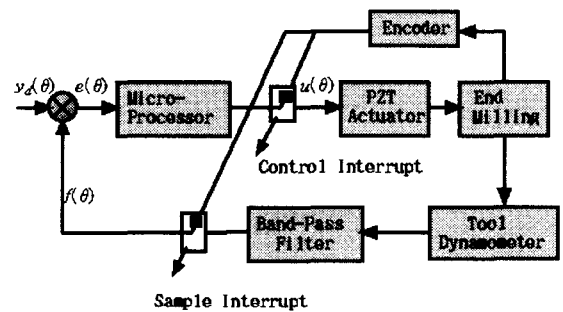 Encoder
y_d(θ)
e(θ)
Micro-
Processor
u(θ)
PZT
Actuator
End
Milling
Control Interrupt
f(θ)
Band-Pass
Filter
Tool
Dynamometer
Sample Interrupt